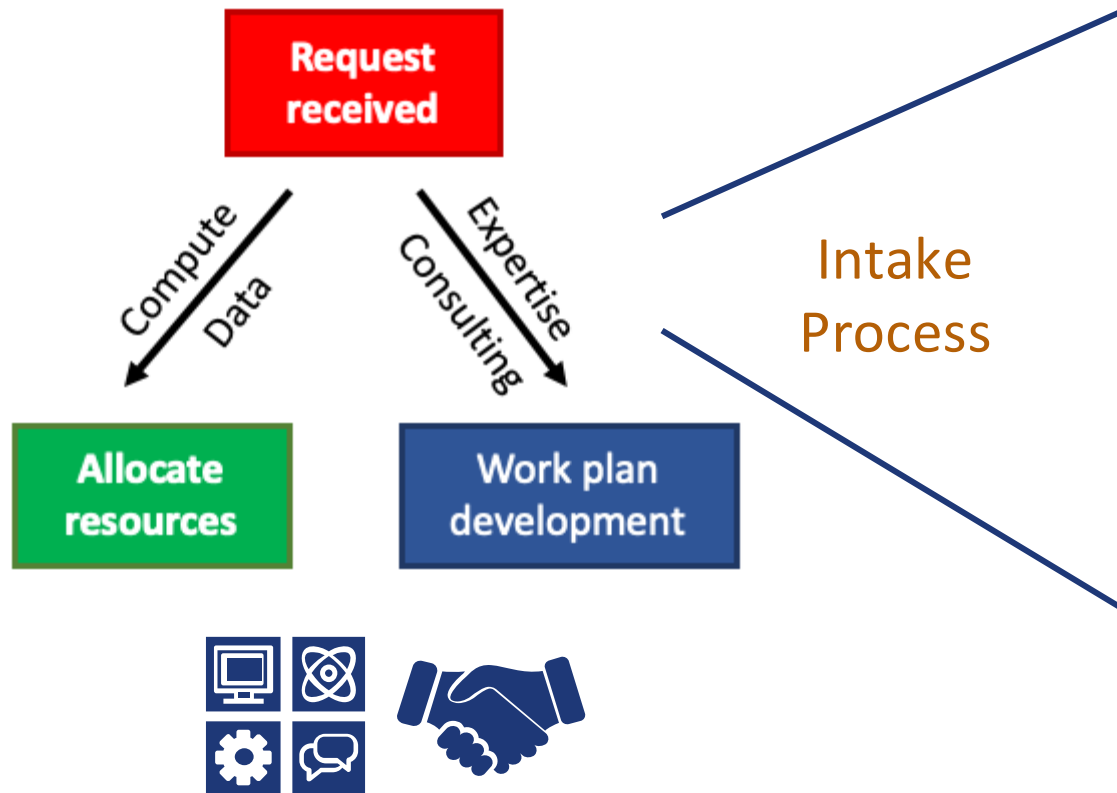 Request
received
Compute
Data
Expertise
Consulting
Intake
Process
Allocate
resources
Work plan
development